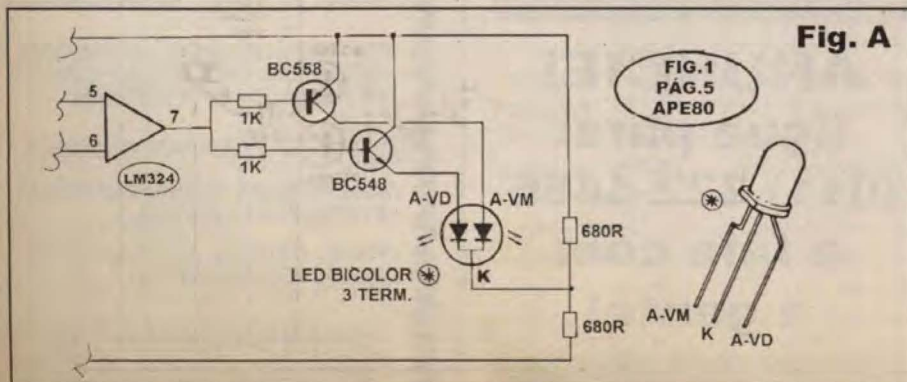 Fig. A
FIG.1
PÁG.5
APE80
BC558
5
7
1K
6
1K
LM324
BC548
A-VD
A-VM
680R
LED BICOLOR
3 TERM.
K
680R
A-VM
K
A-VD